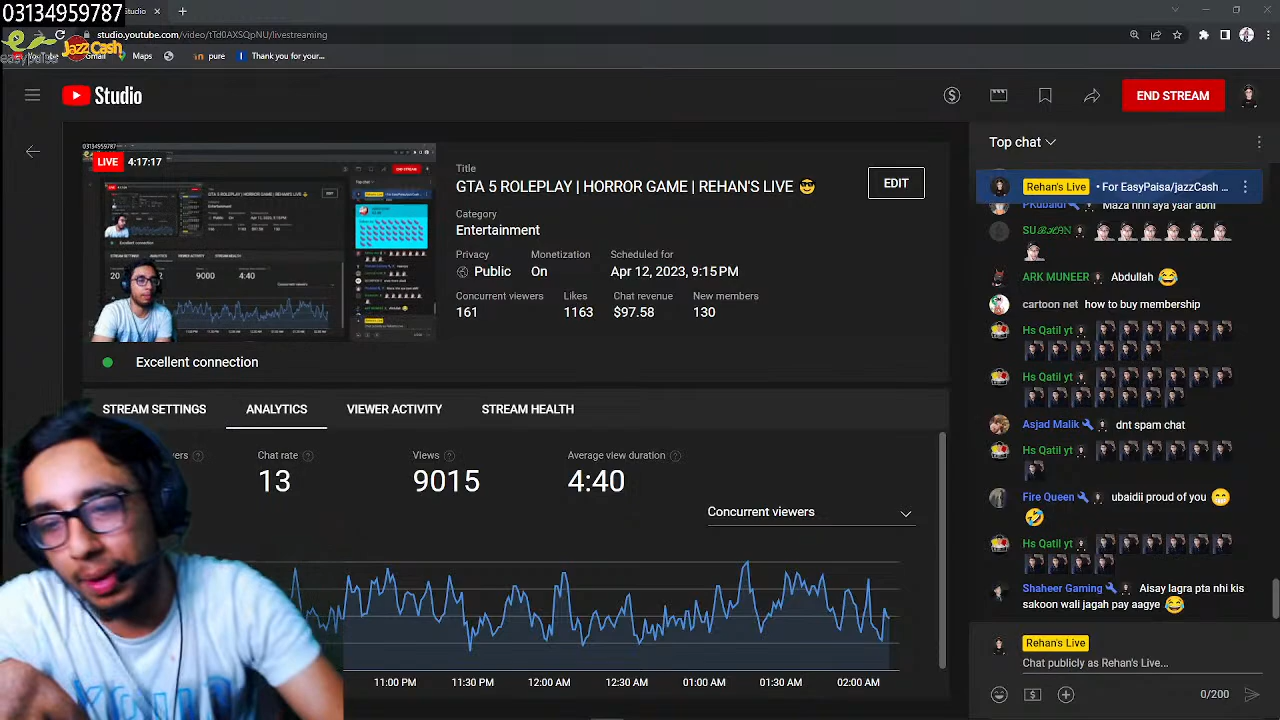 03134959787
studio
studio.youtube.com/video/tTd0AXSQpNU/livestreaming
easypaisa
JazzCash
YouTube
Gmail
Maps
pure
Thank you for your...
Studio
END STREAM
LIVE 4:17:17
Title
GTA 5 ROLEPLAY | HORROR GAME | REHAN'S LIVE 😎
EDIT
Category
Entertainment
Privacy
Monetization
Scheduled for
Public
On
Apr 12, 2023, 9:15 PM
Concurrent viewers
Likes
Chat revenue
New members
161
1163
$97.58
130
Excellent connection
STREAM SETTINGS
ANALYTICS
VIEWER ACTIVITY
STREAM HEALTH
Chat rate
Views
Average view duration
13
9015
4:40
Concurrent viewers
11:00 PM
11:30 PM
12:00 AM
12:30 AM
01:00 AM
01:30 AM
02:00 AM
Top chat
Rehan's Live For EasyPaisa/jazzCash ...
ARK MUNEER Abdullah 😂
cartoon net how to buy membership
Hs Qatil yt
Hs Qatil yt
Asjad Malik dnt spam chat
Hs Qatil yt
Fire Queen ubaidii proud of you 😁
🤣
Hs Qatil yt
Shaheer Gaming Aisay lagra pta nhi kis
sakoon wali jagah pay aagye 😂
Rehan's Live
Chat publicly as Rehan's Live...
0/200